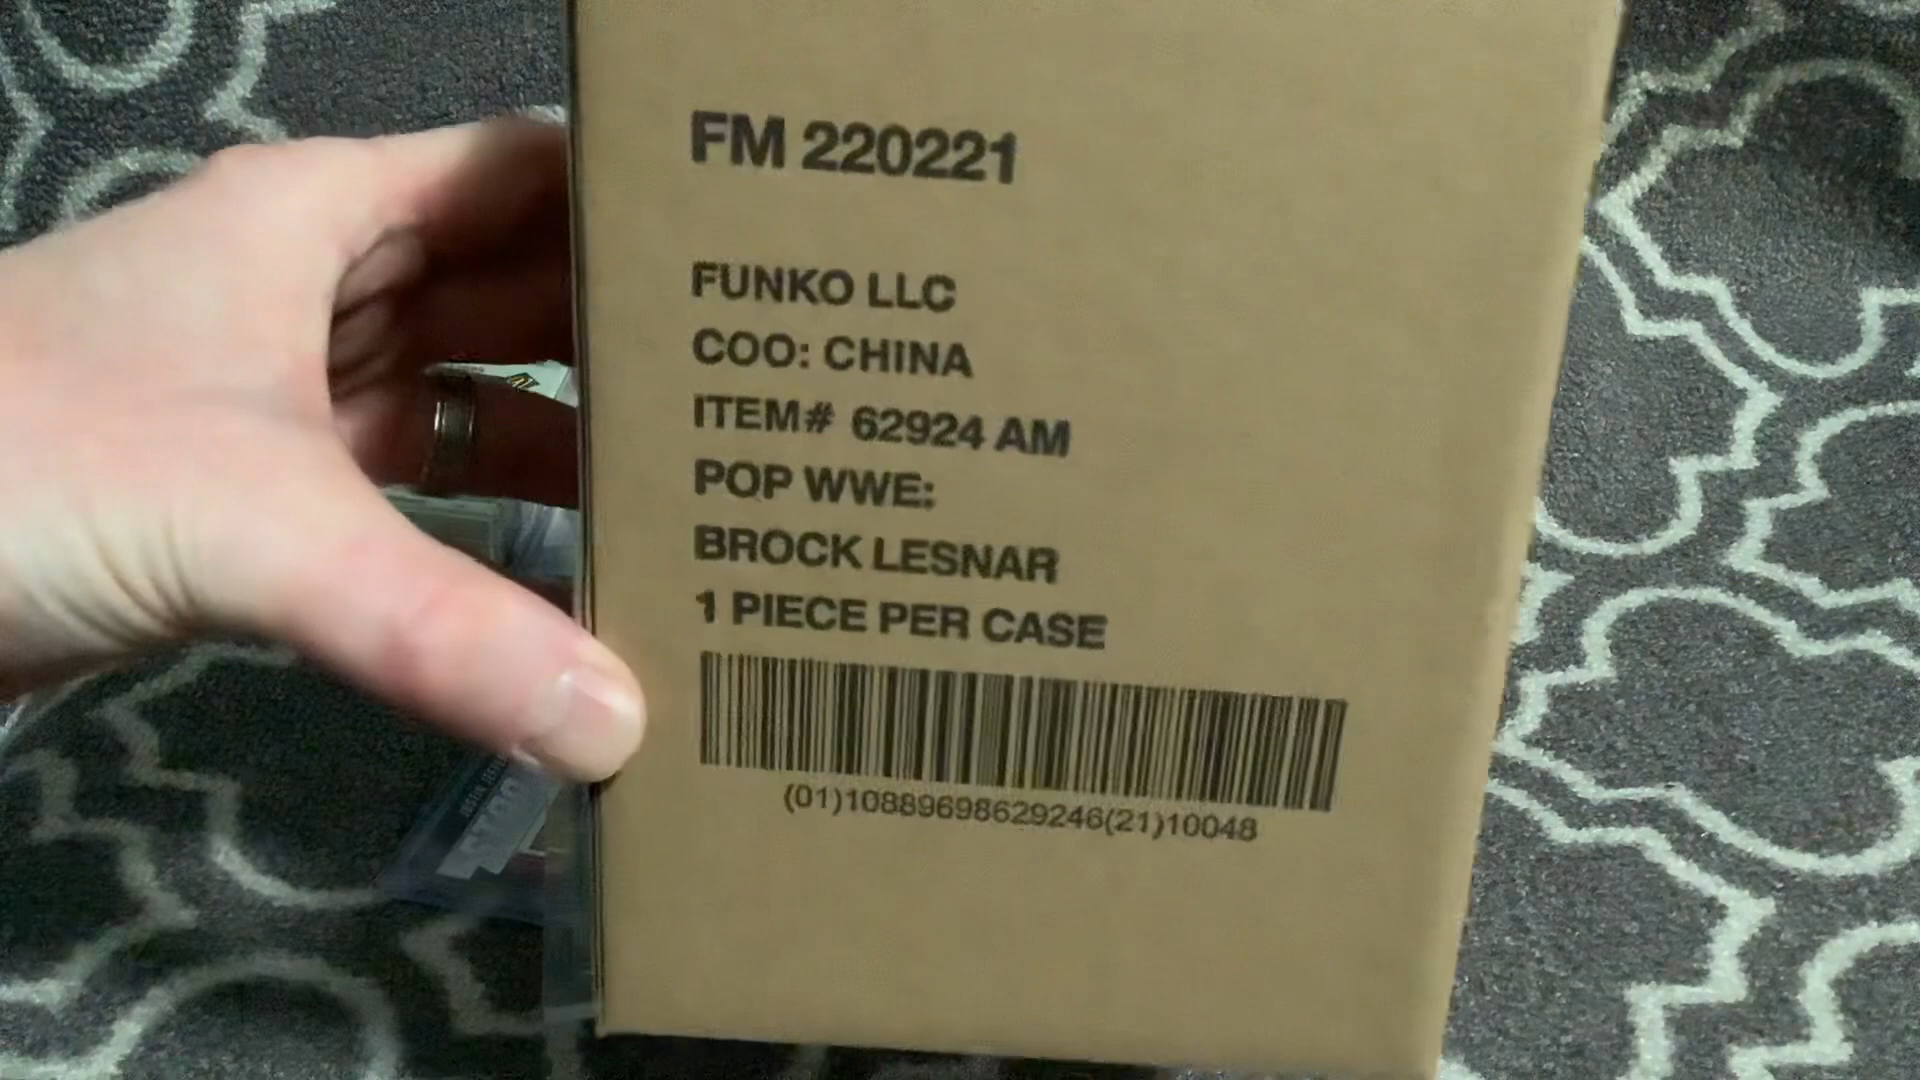 FM 220221
FUNKO LLC
COO: CHINA
ITEM# 62924 AM
POP WWE:
BROCK LESNAR
1 PIECE PER CASE
(01)10889698629246(21)10048